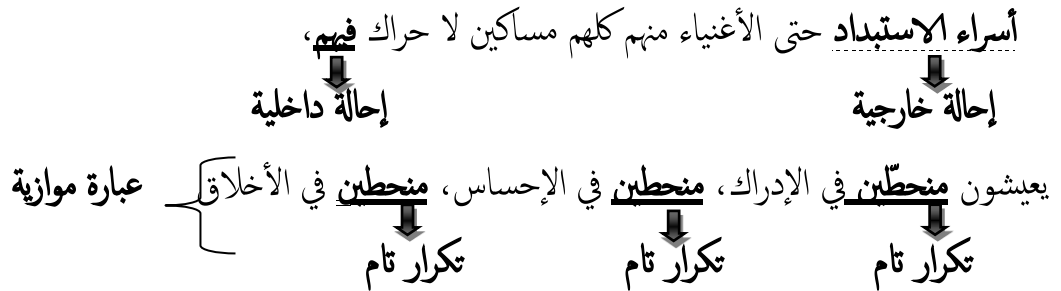 أسراء الاستبداد حتى الأغنياء منهم كلهم مساكين لا حراك فيهم،
إحالة خارجية إحالة داخلية
يعيشون منحطّين في الإدراك، منحطين في الإحساس، منحطين في الأخلاق عبارة موازية
تكرار تام تكرار تام تكرار تام